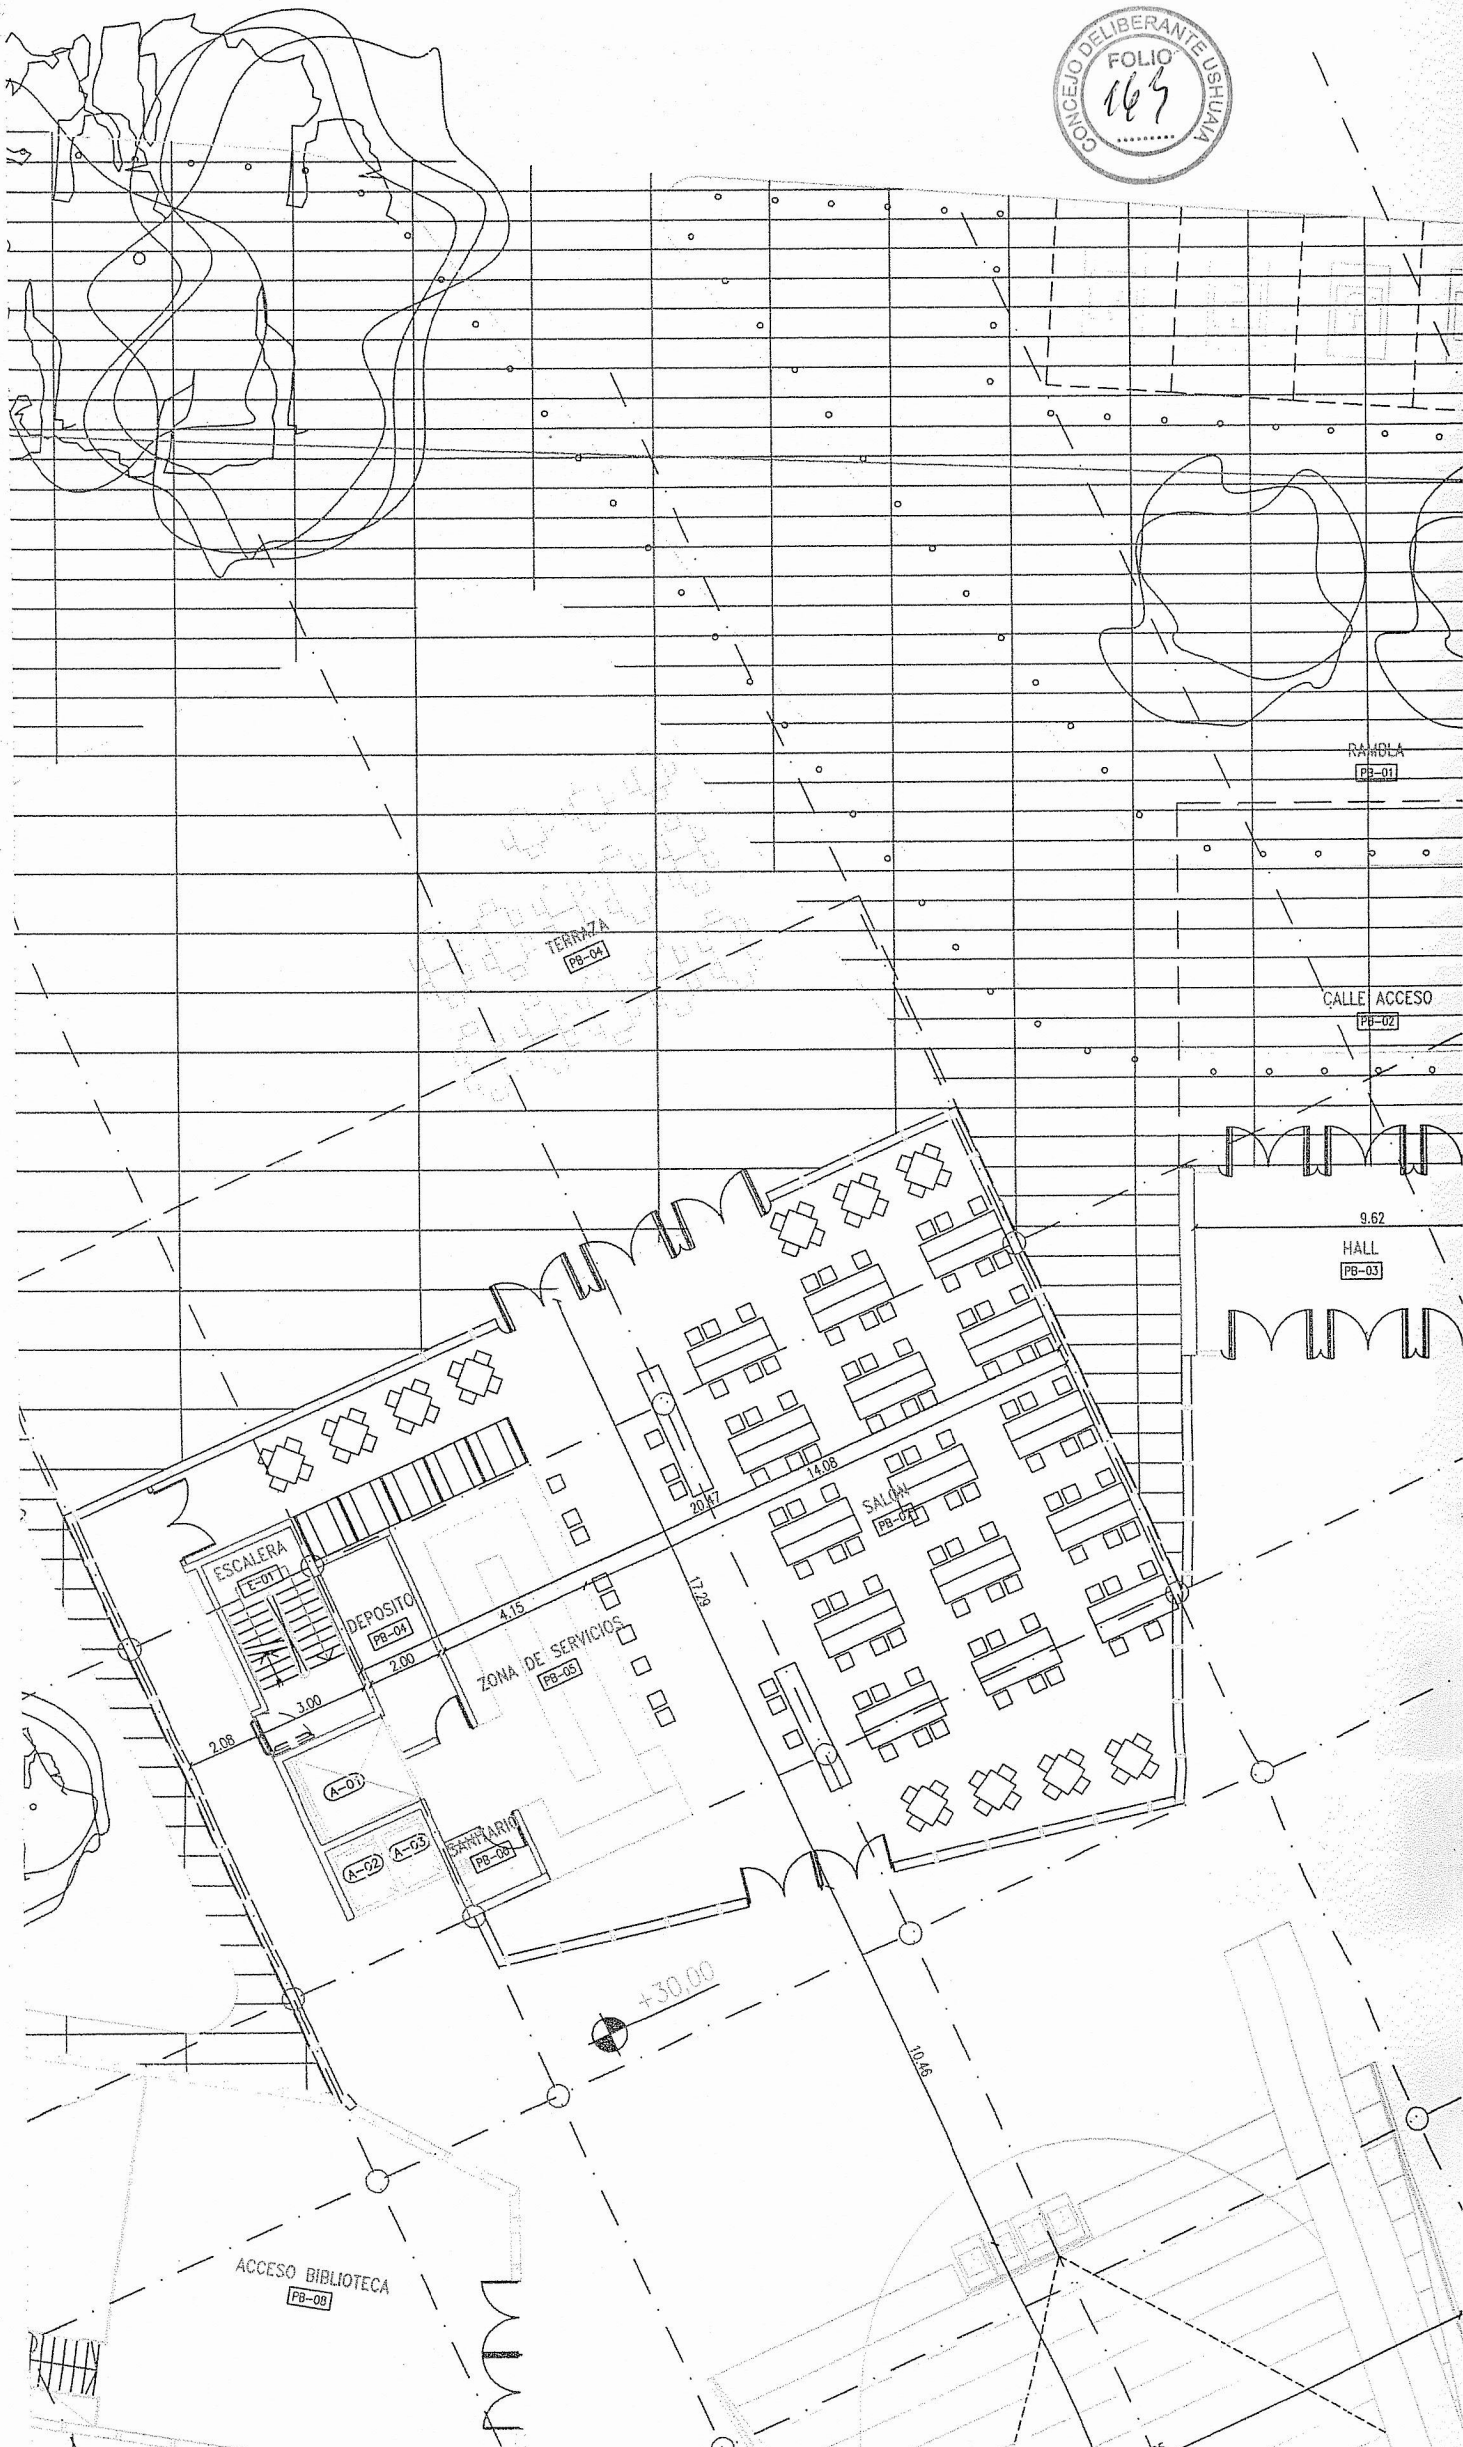 CONCEJO DELIBERANTE USHUAIA
FOLIO
RAMBLA
PB-01
TERRAZA
PB-04
CALLE ACCESO
PB-02
9.62
HALL
PB-03
14.08
20.47
SALON
ESCALERA
E-01
DEPOSITO
PB-04
4.15
17.29
2.00
ZONA DE SERVICIOS
PB-05
3.00
2.08
A-01
A-03
A-02
SANITARIO
PB-06
+30,00
10.46
ACCESO BIBLIOTECA
PB-08